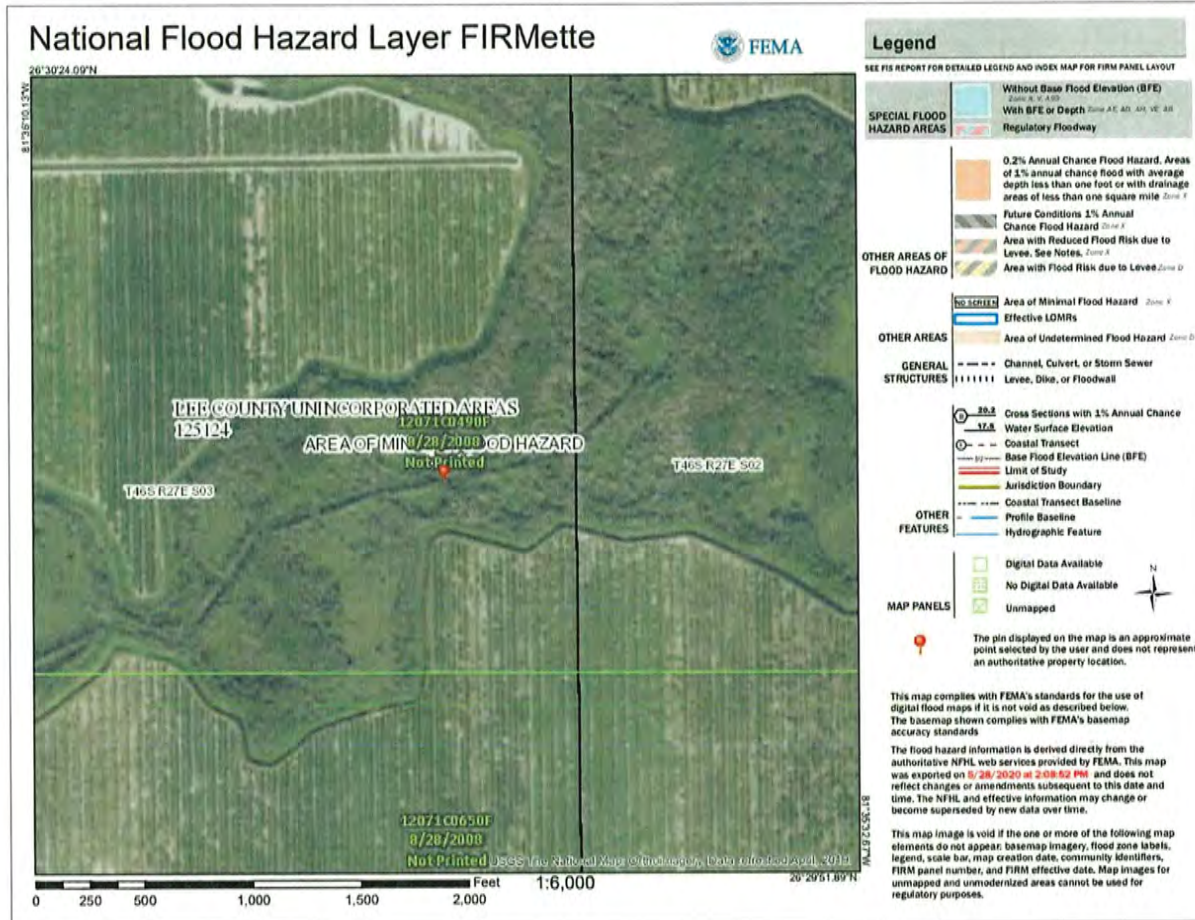 National Flood Hazard Layer FIRMette
FEMA
26°30'24.09"N
LEE COUNTY UNINCORPORATED AREAS
125124
12071C0490F
8/28/2008
Not Printed
T46S R27E S03
T46S R27E S02
12071C0650F
8/28/2008
Not Printed
USGS The National Map: Orthoimagery. Data refreshed April,
26°29'51.89"N
Feet
1:6,000
0 250 500 1,000 1,500 2,000
Legend
SEE FIS REPORT FOR DETAILED LEGEND AND INDEX MAP FOR FIRM PANEL LAYOUT
SPECIAL FLOOD
HAZARD AREAS
Without Base Flood Elevation (BFE)
With BFE or Depth
Regulatory Floodway
OTHER AREAS OF
FLOOD HAZARD
0.2% Annual Chance Flood Hazard, Areas
of 1% annual chance flood with average
depth less than one foot or with drainage
areas of less than one square mile Zone X
Future Conditions 1% Annual
Chance Flood Hazard Zone X
Area with Reduced Flood Risk due to
Levee. See Notes. Zone X
Area with Flood Risk due to Levee Zone D
NO SCREEN Area of Minimal Flood Hazard Zone X
Effective LOMRs
OTHER AREAS
Area of Undetermined Flood Hazard Zone D
GENERAL
STRUCTURES
Channel, Culvert, or Storm Sewer
Levee, Dike, or Floodwall
20.2 Cross Sections with 1% Annual Chance
17.5 Water Surface Elevation
Coastal Transect
Base Flood Elevation Line (BFE)
Limit of Study
Jurisdiction Boundary
Coastal Transect Baseline
OTHER
FEATURES
Profile Baseline
Hydrographic Feature
Digital Data Available
No Digital Data Available
MAP PANELS
Unmapped
N
The pin displayed on the map is an approximate
point selected by the user and does not represent
an authoritative property location.
This map complies with FEMA's standards for the use of
digital flood maps if it is not void as described below.
The basemap shown complies with FEMA's basemap
accuracy standards
The flood hazard information is derived directly from the
authoritative NFHL web services provided by FEMA. This map
was exported on 5/28/2020 at 2:08:52 PM and does not
reflect changes or amendments subsequent to this date and
time. The NFHL and effective information may change or
become superseded by new data over time.
This map image is void if the one or more of the following map
elements do not appear: basemap imagery, flood zone labels,
legend, scale bar, map creation date, community identifiers,
FIRM panel number, and FIRM effective date. Map images for
unmapped and unmodernized areas cannot be used for
regulatory purposes.